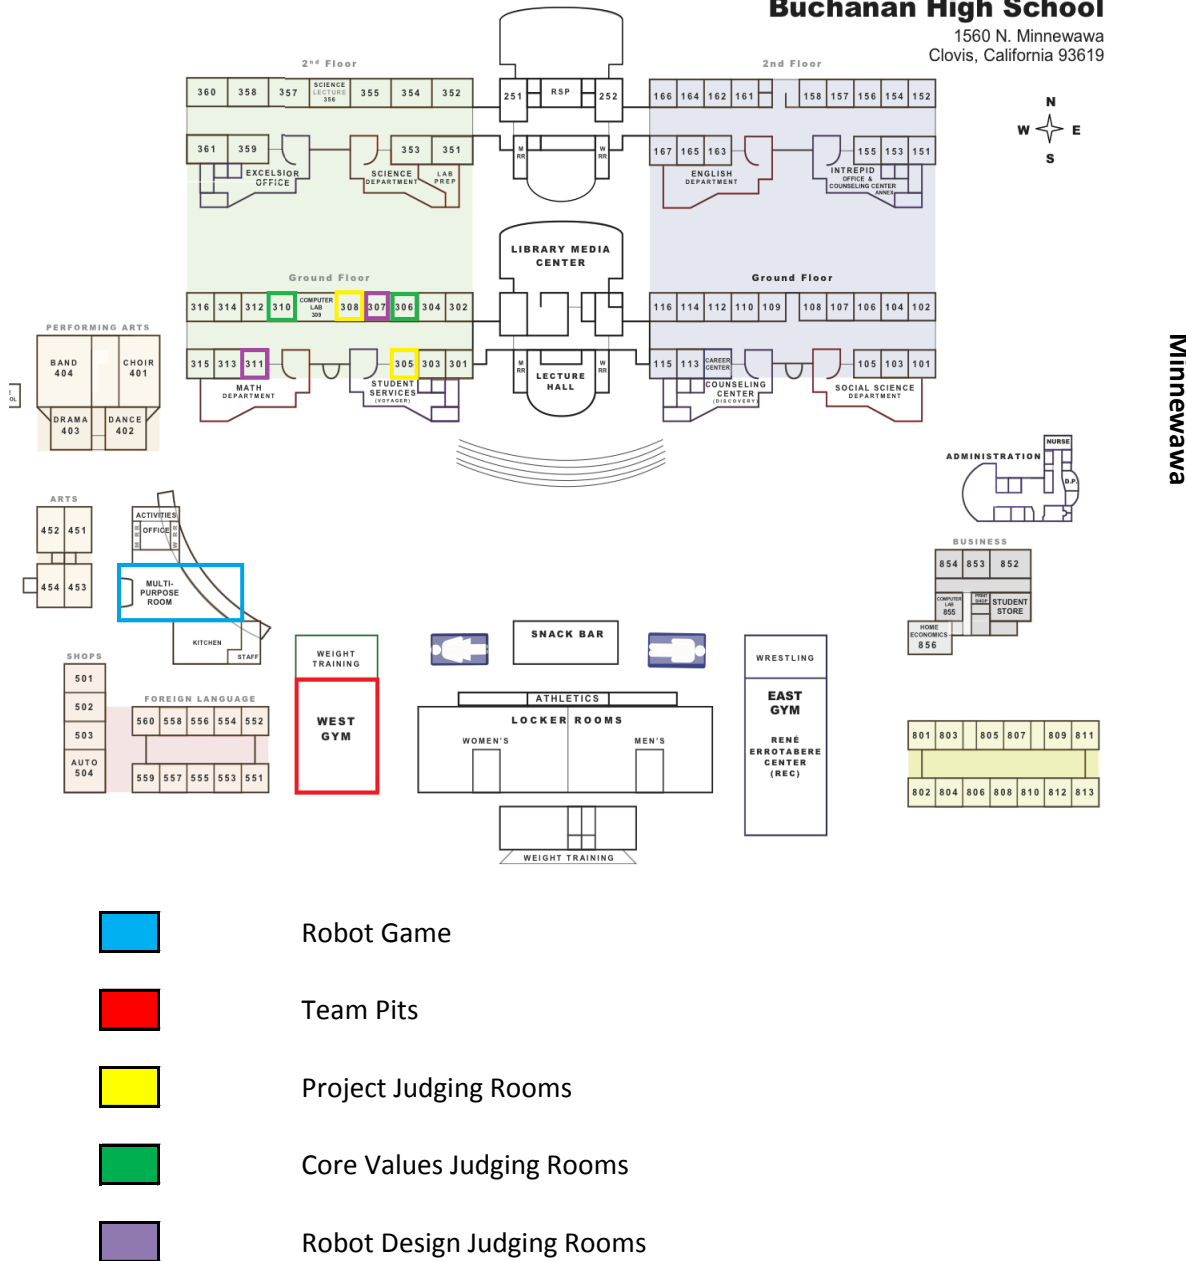 Buchanan High School
1560 N. Minnewawa
Clovis, California 93619
N
W E
S
2nd Floor
360 358 357 SCIENCE LECTURE 356 355 354 352
361 359 353 351
EXCELSIOR OFFICE
SCIENCE DEPARTMENT
LAB PREP
251 RSP 252
M RR
W RR
2nd Floor
166 164 162 161 158 157 156 154 152
167 165 163 155 153 151
ENGLISH DEPARTMENT
INTREPID OFFICE & COUNSELING CENTER ANNEX
LIBRARY MEDIA CENTER
Ground Floor
316 314 312 310 COMPUTER LAB 309 308 307 306 304 302
315 313 311 305 303 301
MATH DEPARTMENT
STUDENT SERVICES (VOYAGER)
M RR
W RR
LECTURE HALL
Ground Floor
116 114 112 110 109 108 107 106 104 102
115 113 CAREER CENTER 105 103 101
COUNSELING CENTER (DISCOVERY)
SOCIAL SCIENCE DEPARTMENT
Minnewawa
PERFORMING ARTS
BAND 404
CHOIR 401
DRAMA 403
DANCE 402
ADMINISTRATION
NURSE
D.P.
ARTS
452 451
454 453
ACTIVITIES
OFFICE
M RR
W RR
MULTI-PURPOSE ROOM
KITCHEN
STAFF
BUSINESS
854 853 852
COMPUTER LAB 855
PRINT SHOP
STUDENT STORE
HOME ECONOMICS 856
SHOPS
501
502
503
AUTO 504
FOREIGN LANGUAGE
560 558 556 554 552
559 557 555 553 551
WEIGHT TRAINING
WEST GYM
SNACK BAR
ATHLETICS
LOCKER ROOMS
WOMEN'S
MEN'S
WEIGHT TRAINING
WRESTLING
EAST GYM
RENÉ ERROTABERE CENTER (REC)
801 803 805 807 809 811
802 804 806 808 810 812 813
Robot Game
Team Pits
Project Judging Rooms
Core Values Judging Rooms
Robot Design Judging Rooms